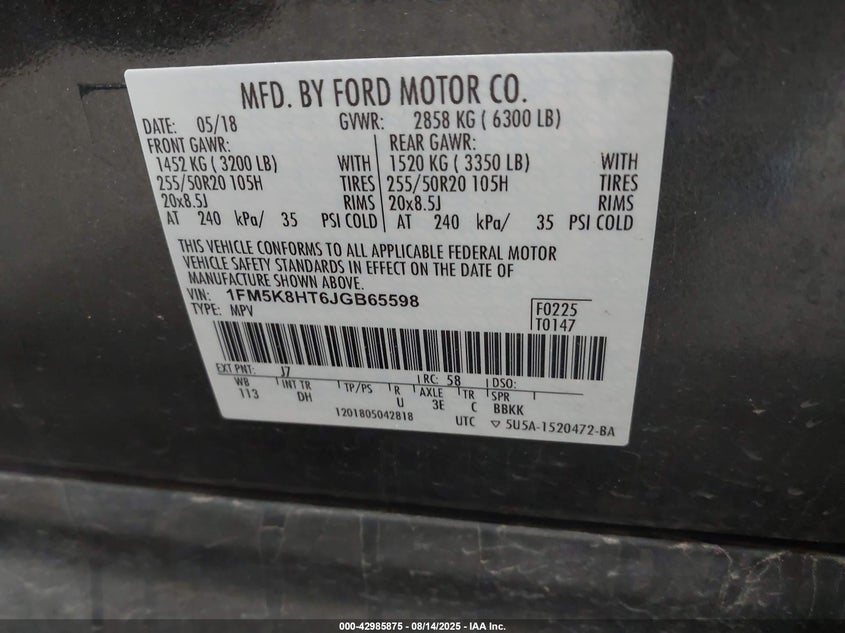 MFD. BY FORD MOTOR CO.
DATE: 05/18 GVWR: 2858 KG ( 6300 LB)
FRONT GAWR: REAR GAWR:
1452 KG ( 3200 LB) WITH 1520 KG ( 3350 LB) WITH
255/50R20 105H TIRES 255/50R20 105H TIRES
20x8.5J RIMS 20x8.5J RIMS
AT 240 kPa/ 35 PSI COLD AT 240 kPa/ 35 PSI COLD
THIS VEHICLE CONFORMS TO ALL APPLICABLE FEDERAL MOTOR
VEHICLE SAFETY STANDARDS IN EFFECT ON THE DATE OF
MANUFACTURE SHOWN ABOVE.
VIN: 1FM5K8HT6JGB65598 F0225
TYPE: MPV T0147
EXT PNT: J7 RC: 58 DSO:
WB INT TR TP/PS R AXLE TR SPR
113 DH U 3E C BBKK
1201805042818 UTC ▽ 5U5A-1520472-BA
000-42985875 - 08/14/2025 - IAA Inc.